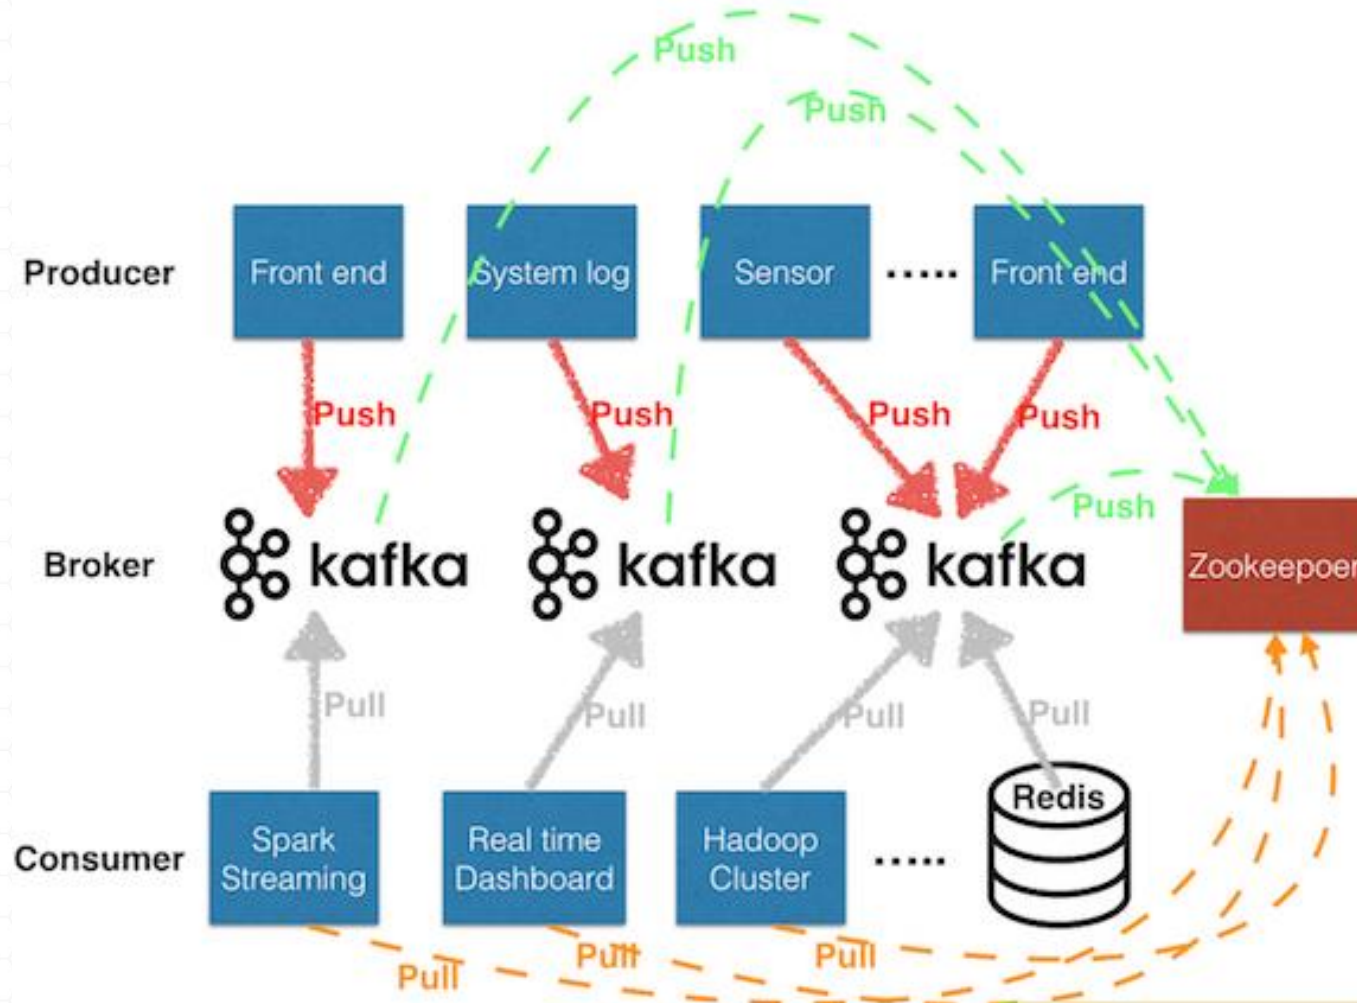 Push
Push
Producer
Front end
System log
Sensor
.....
Front end
Push
Push
Push
Push
Push
Broker
kafka
kafka
kafka
Zookeepoer
Pull
Pull
Pull
Pull
Consumer
Spark
Streaming
Real time
Dashboard
Hadoop
Cluster
.....
Redis
Pull
Pull
Pull